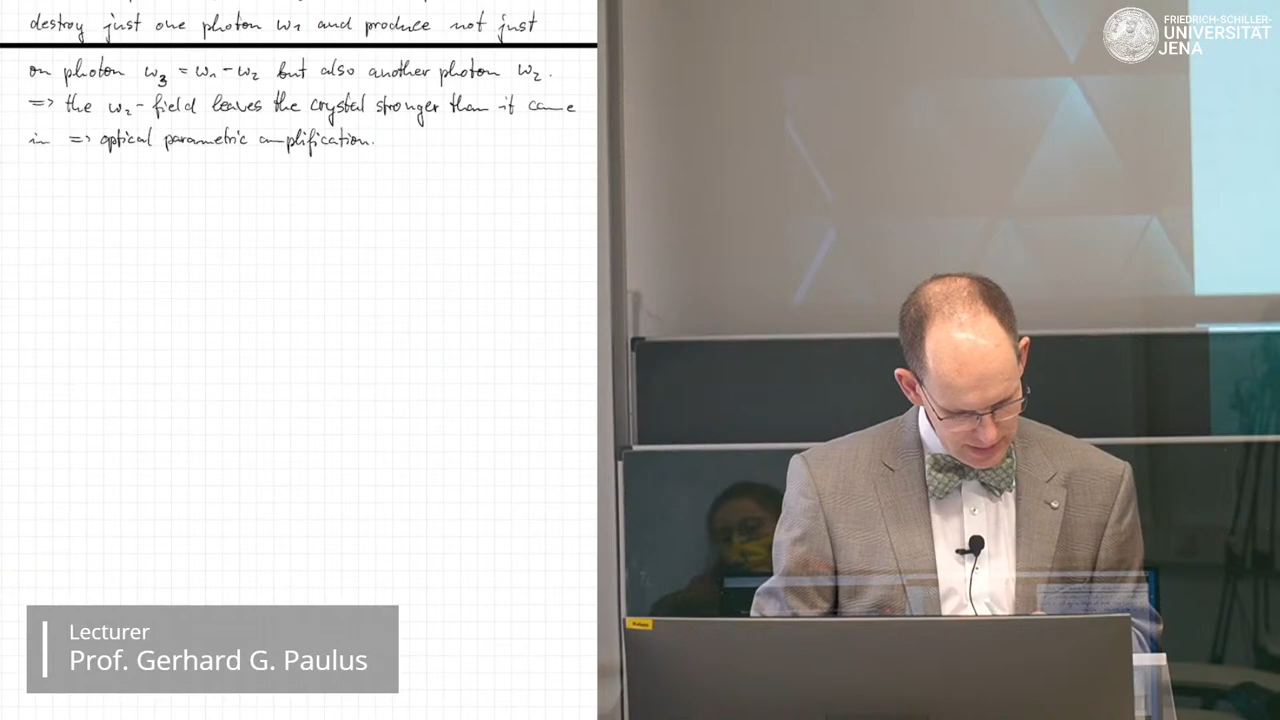 destroy just one photon ω₁ and produce not just
on photon ω₃ = ω₁ - ω₂ but also another photon ω₂.
=> the ω₂-field leaves the crystal stronger than it came
in => optical parametric amplification.
FRIEDRICH-SCHILLER-
UNIVERSITÄT
JENA
Lecturer
Prof. Gerhard G. Paulus